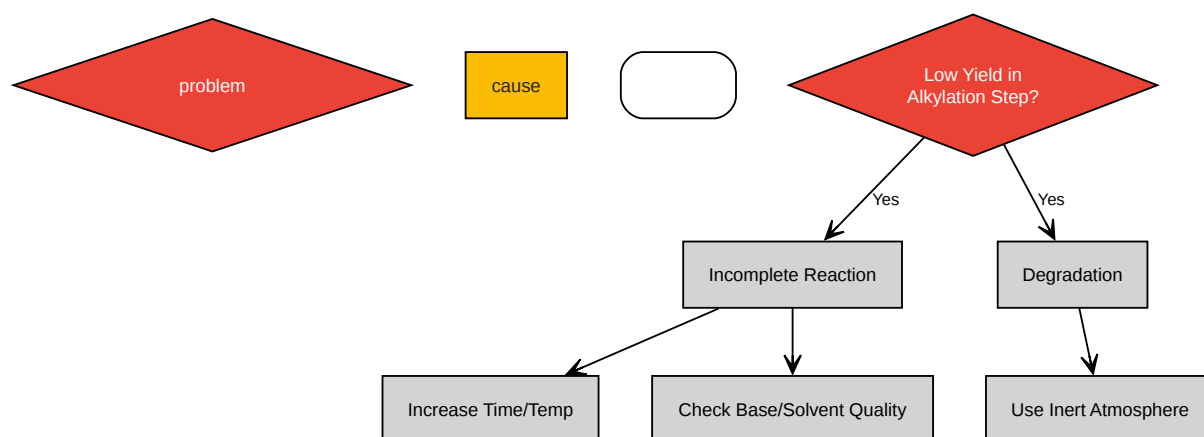 problem
cause
Low Yield in
Alkylation Step?
Yes
Yes
Incomplete Reaction
Degradation
Increase Time/Temp
Check Base/Solvent Quality
Use Inert Atmosphere